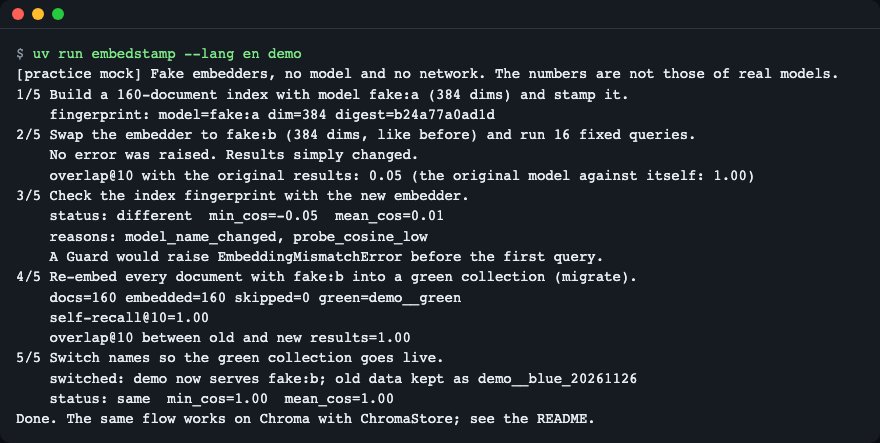 $ uv run embedstamp --lang en demo
[practice mock] Fake embedders, no model and no network. The numbers are not those of real models.
1/5 Build a 160-document index with model fake:a (384 dims) and stamp it.
fingerprint: model=fake:a dim=384 digest=b24a77a0ad1d
2/5 Swap the embedder to fake:b (384 dims, like before) and run 16 fixed queries.
No error was raised. Results simply changed.
overlap@10 with the original results: 0.05 (the original model against itself: 1.00)
3/5 Check the index fingerprint with the new embedder.
status: different  min_cos=-0.05  mean_cos=0.01
reasons: model_name_changed, probe_cosine_low
A Guard would raise EmbeddingMismatchError before the first query.
4/5 Re-embed every document with fake:b into a green collection (migrate).
docs=160 embedded=160 skipped=0 green=demo__green
self-recall@10=1.00
overlap@10 between old and new results=1.00
5/5 Switch names so the green collection goes live.
switched: demo now serves fake:b; old data kept as demo__blue_20261126
status: same  min_cos=1.00  mean_cos=1.00
Done. The same flow works on Chroma with ChromaStore; see the README.